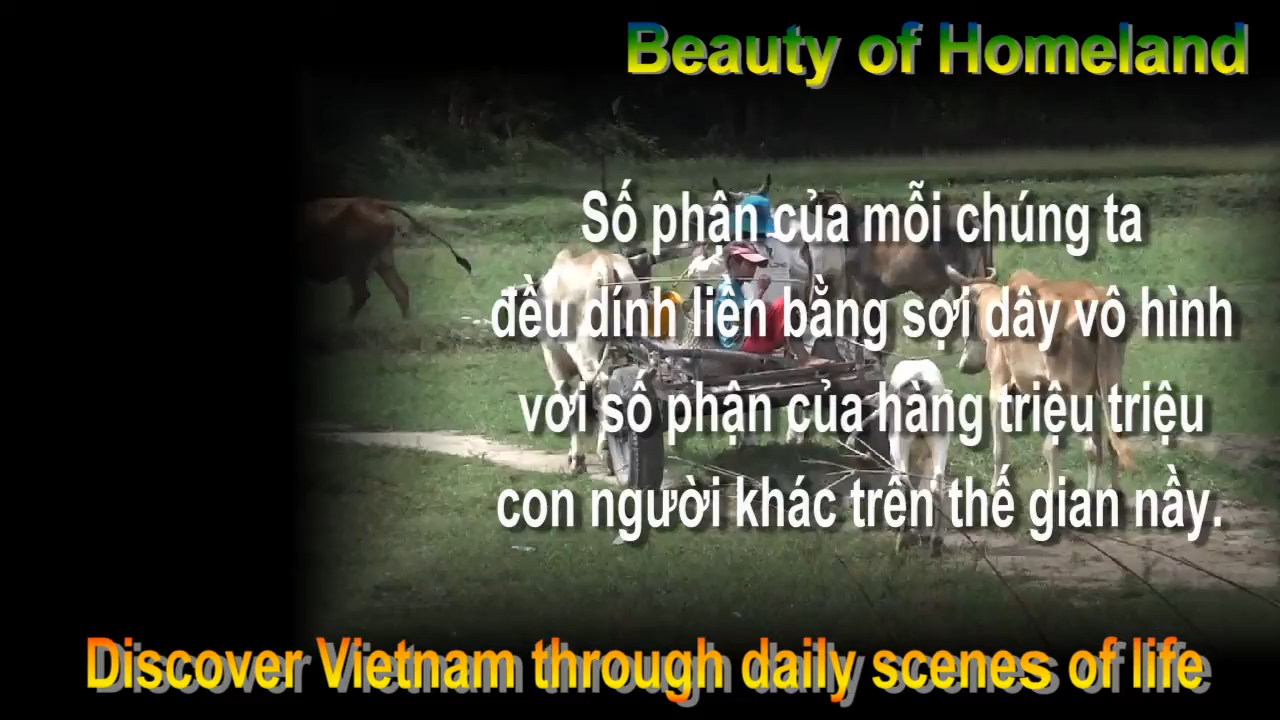 Beauty of Homeland
Số phận của mỗi chúng ta
đều dính liền bằng sợi dây vô hình
với số phận của hàng triệu triệu
con người khác trên thế gian nầy.
Discover Vietnam through daily scenes of life